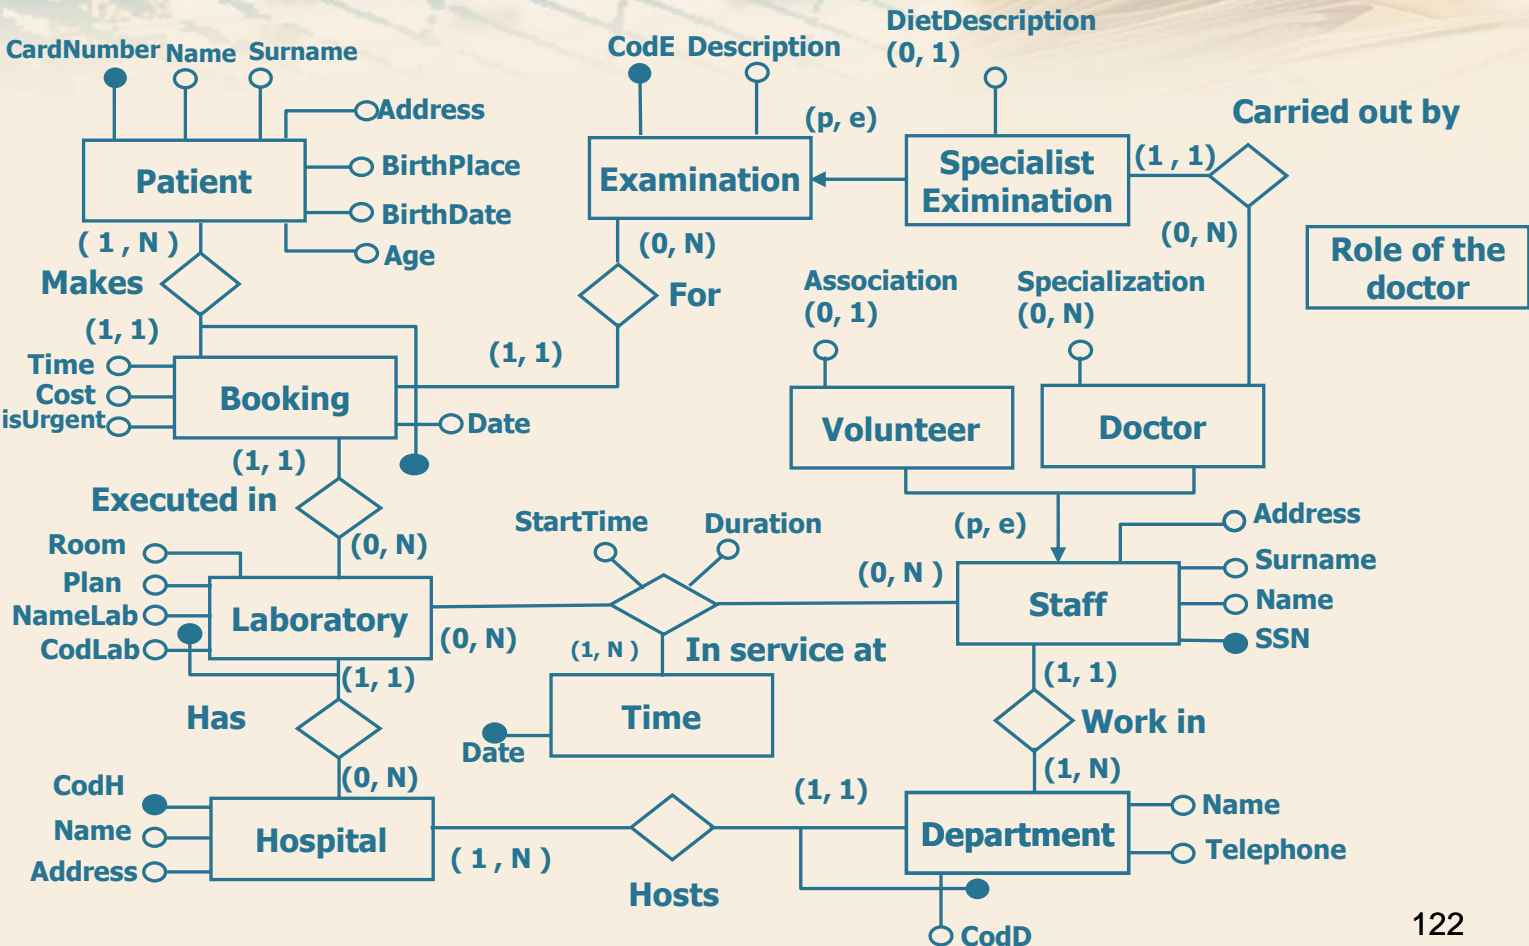 DietDescription
(0, 1)
CardNumber Name Surname
CodE Description
Address
(p, e)
Carried out by
Patient
BirthPlace
BirthDate
Age
Examination
Specialist
Eximination
(1 , 1)
(0, N)
Role of the
doctor
( 1 , N )
Makes
(1, 1)
(0, N)
For
(1, 1)
Association
(0, 1)
Specialization
(0, N)
Time
Cost
isUrgent
Booking
Date
Volunteer
Doctor
(1, 1)
Executed in
(0, N)
StartTime
Duration
(p, e)
Address
Surname
Name
SSN
Room
Plan
NameLab
CodLab
Laboratory
(0, N)
(0, N )
Staff
(1, N )
In service at
(1, 1)
Has
(0, N)
Time
Date
(1, 1)
Work in
(1, N)
CodH
Name
Address
Hospital
( 1 , N )
Hosts
(1, 1)
Department
Name
Telephone
CodD
122